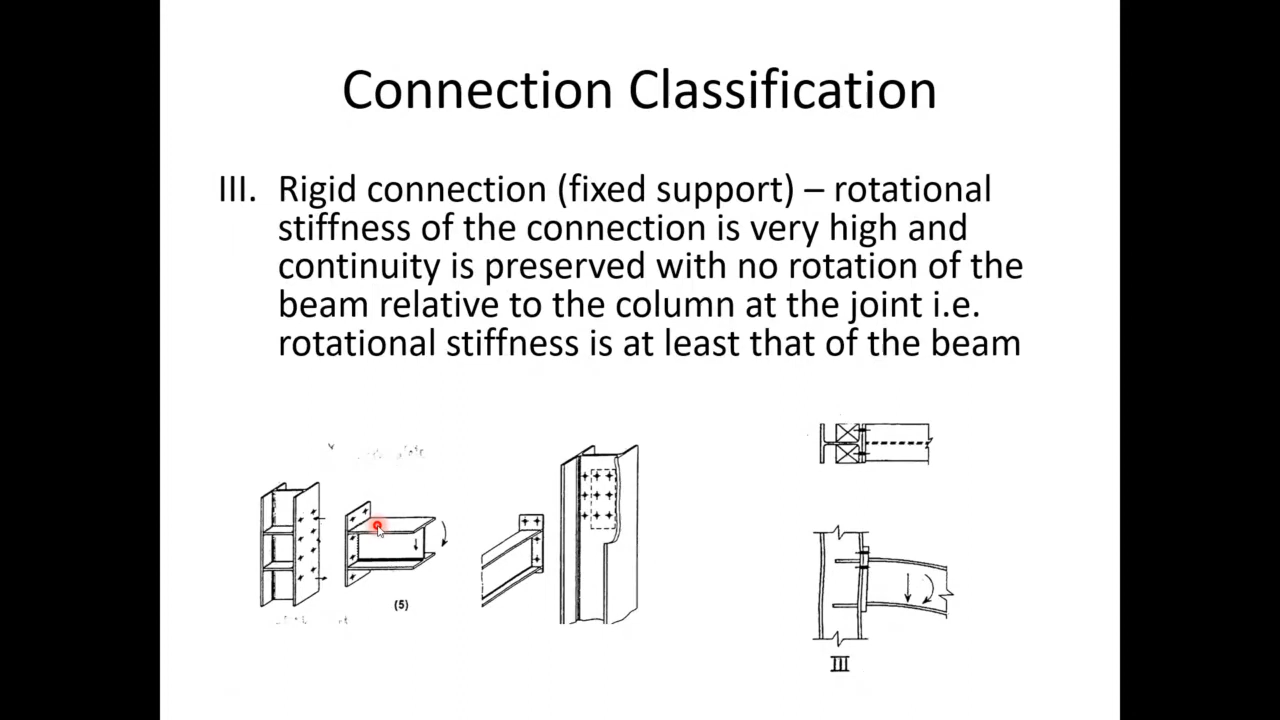 Connection Classification
III. Rigid connection (fixed support) – rotational
stiffness of the connection is very high and
continuity is preserved with no rotation of the
beam relative to the column at the joint i.e.
rotational stiffness is at least that of the beam
(5)
III